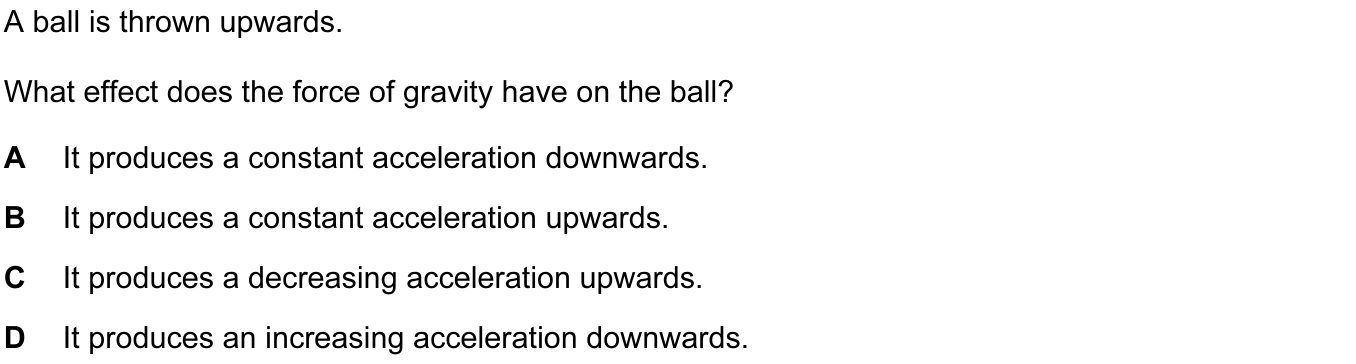 A ball is thrown upwards.
What effect does the force of gravity have on the ball?
A It produces a constant acceleration downwards.
B It produces a constant acceleration upwards.
C It produces a decreasing acceleration upwards.
D It produces an increasing acceleration downwards.